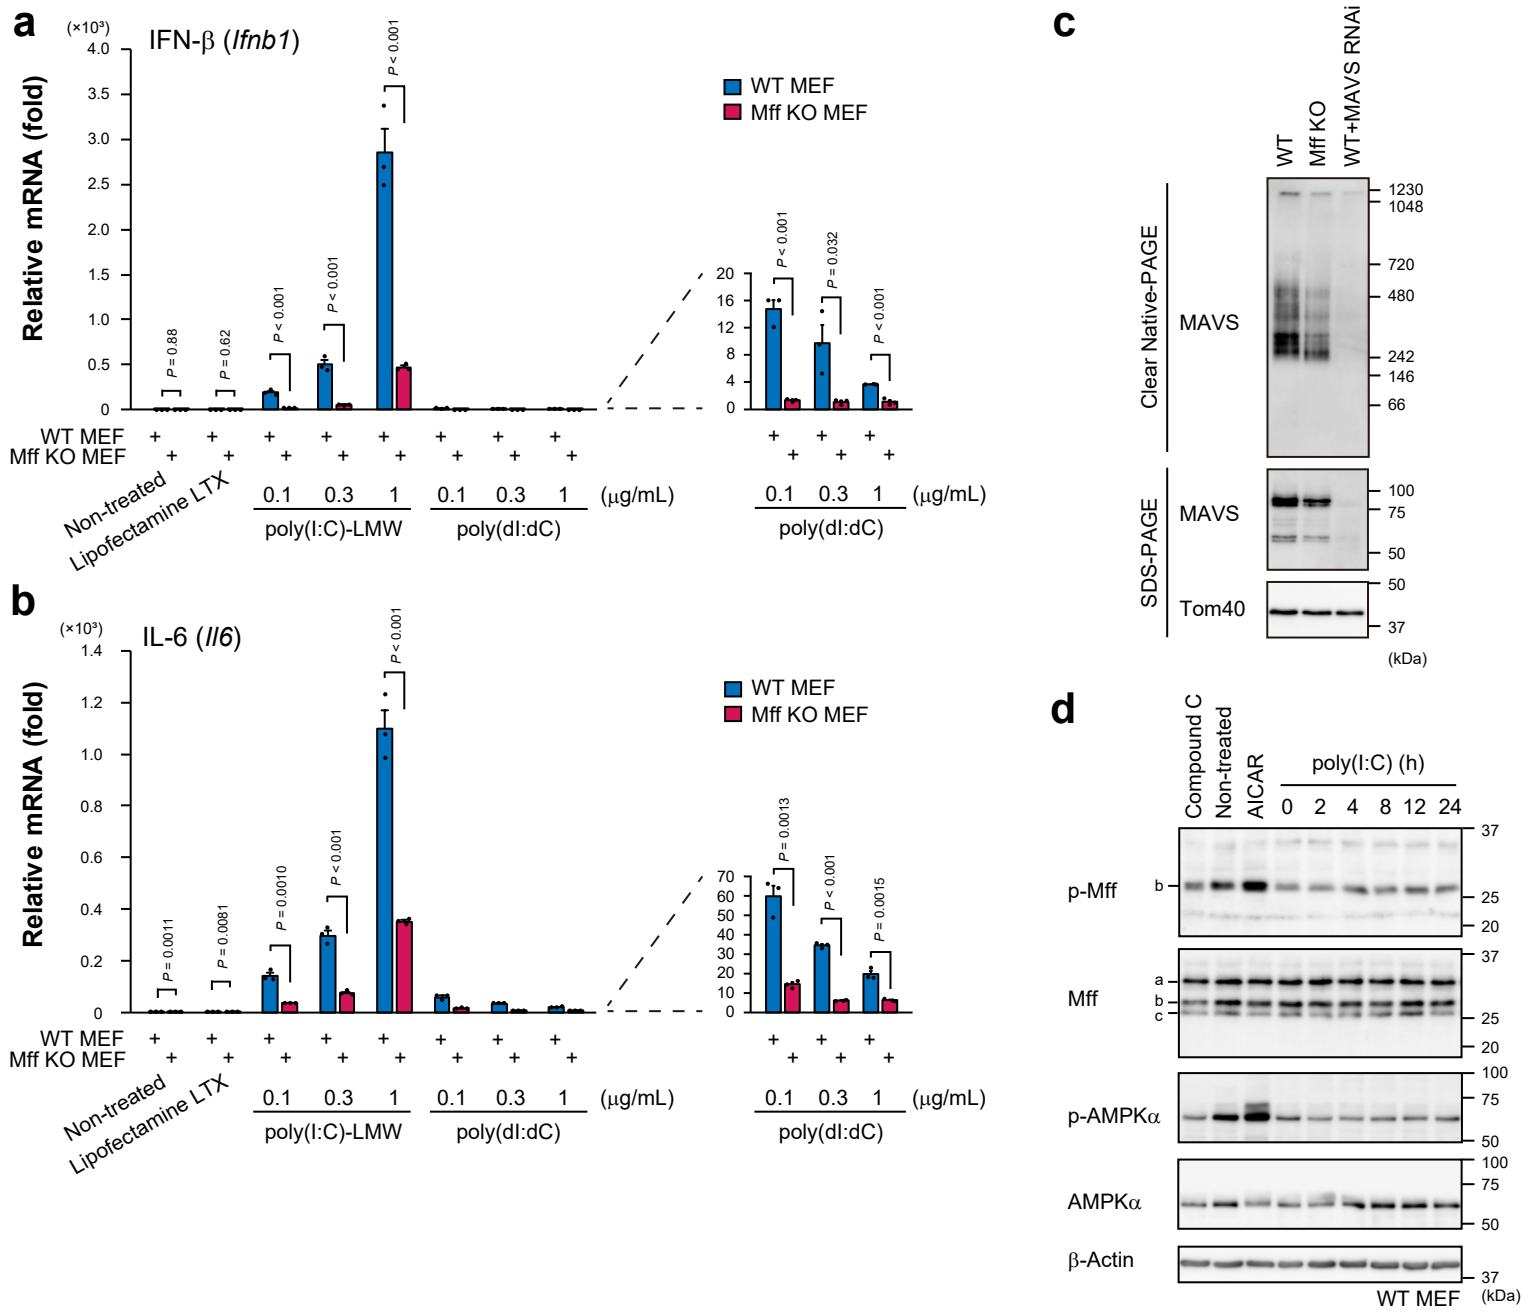 a
(×10³)
IFN-β (Ifnb1)
Relative mRNA (fold)
4.0
3.5
3.0
2.5
2.0
1.5
1.0
0.5
0
P = 0.88
P = 0.62
P < 0.001
P < 0.001
P < 0.001
WT MEF
Mff KO MEF
20
16
12
8
4
0
P < 0.001
P = 0.032
P < 0.001
WT MEF + + + + + + + +
Mff KO MEF + + + + + + + +
+ + +
+ + +
Non-treated
Lipofectamine LTX
0.1 0.3 1 0.1 0.3 1 (μg/mL)
poly(I:C)-LMW poly(dI:dC)
0.1 0.3 1 (μg/mL)
poly(dI:dC)
b
(×10³)
IL-6 (Il6)
Relative mRNA (fold)
1.4
1.2
1.0
0.8
0.6
0.4
0.2
0
P = 0.0011
P = 0.0081
P = 0.0010
P < 0.001
P < 0.001
WT MEF
Mff KO MEF
70
60
50
40
30
20
10
0
P = 0.0013
P < 0.001
P = 0.0015
WT MEF + + + + + + + +
Mff KO MEF + + + + + + + +
+ + +
+ + +
Non-treated
Lipofectamine LTX
0.1 0.3 1 0.1 0.3 1 (μg/mL)
poly(I:C)-LMW poly(dI:dC)
0.1 0.3 1 (μg/mL)
poly(dI:dC)
c
WT
Mff KO
WT+MAVS RNAi
Clear Native-PAGE
MAVS
1230
1048
720
480
242
146
66
SDS-PAGE
MAVS
100
75
50
Tom40
50
37
(kDa)
d
Compound C
Non-treated
AICAR
poly(I:C) (h)
0 2 4 8 12 24
p-Mff
b
37
25
20
Mff
a
b
c
37
25
20
p-AMPKα
100
75
50
AMPKα
100
75
50
β-Actin
37
WT MEF (kDa)